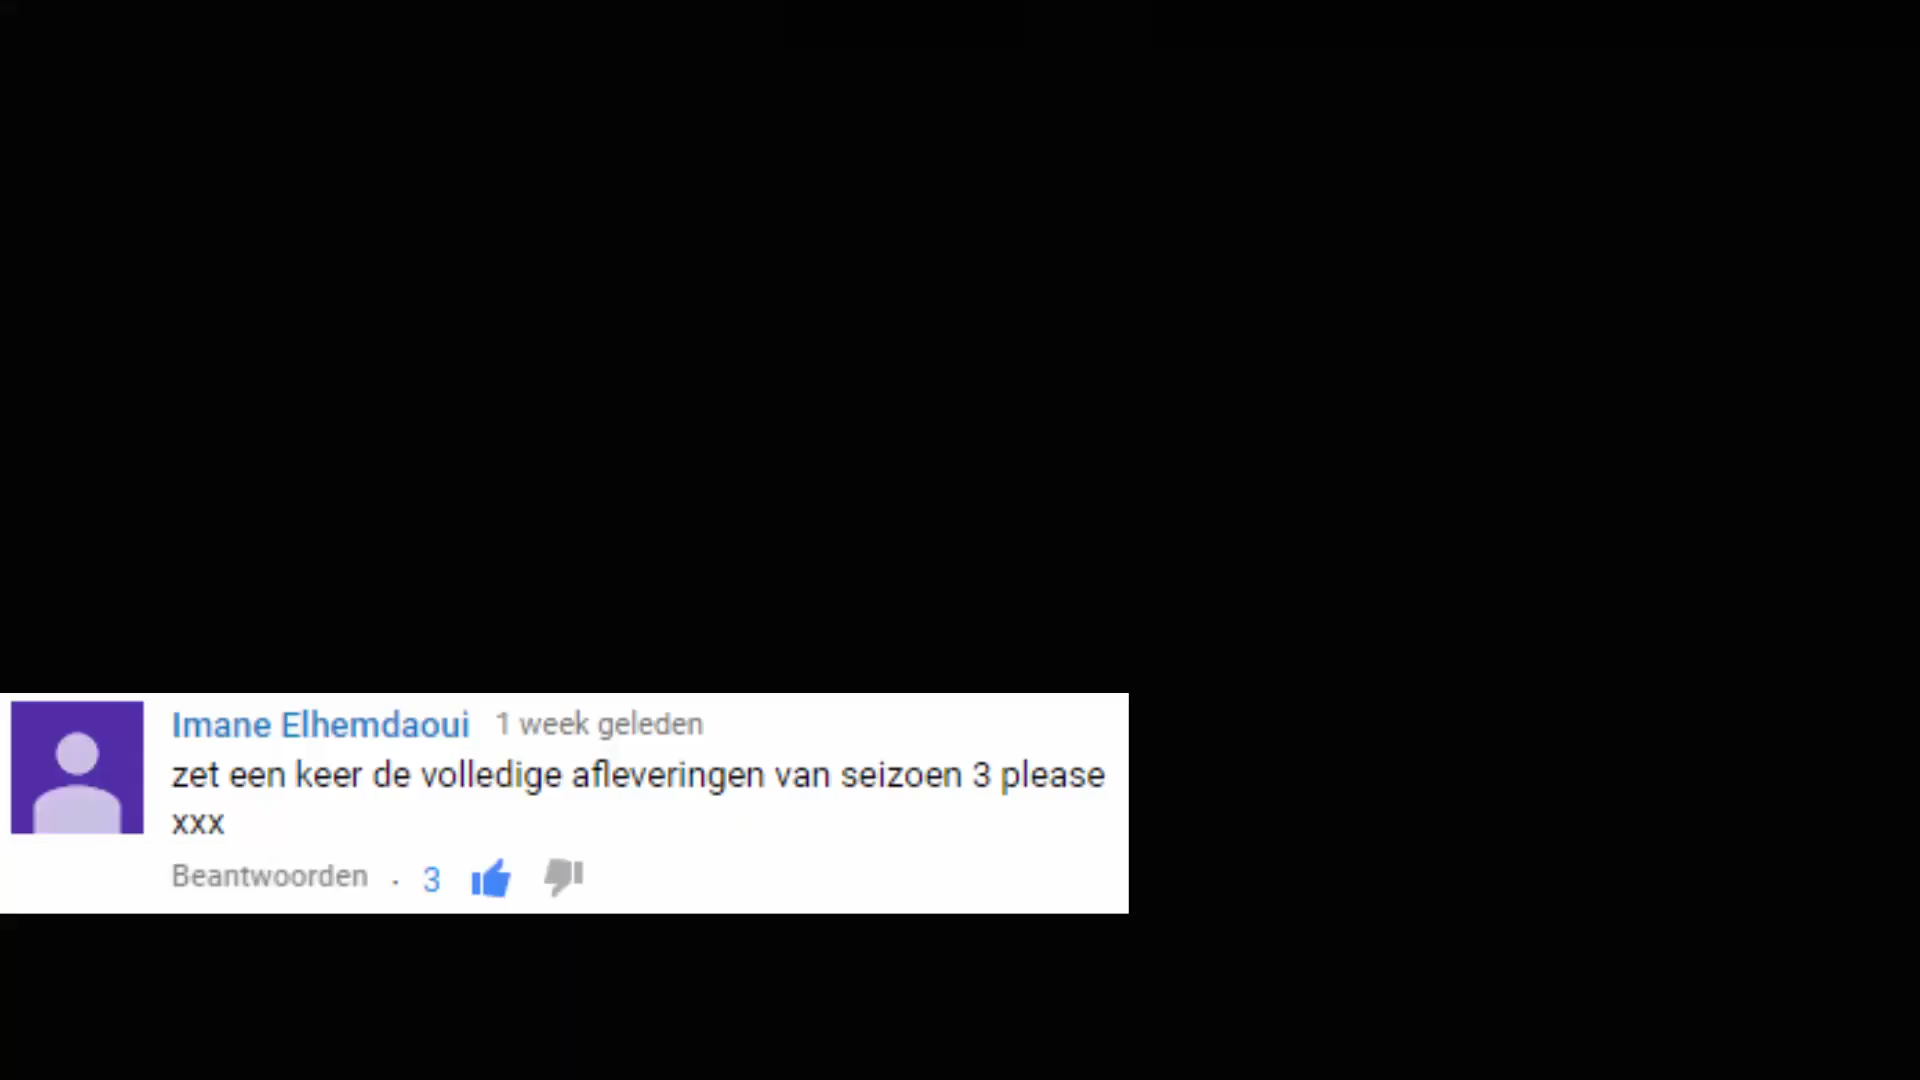 Imane Elhemdaoui 1 week geleden
zet een keer de volledige afleveringen van seizoen 3 please
xxx
Beantwoorden · 3